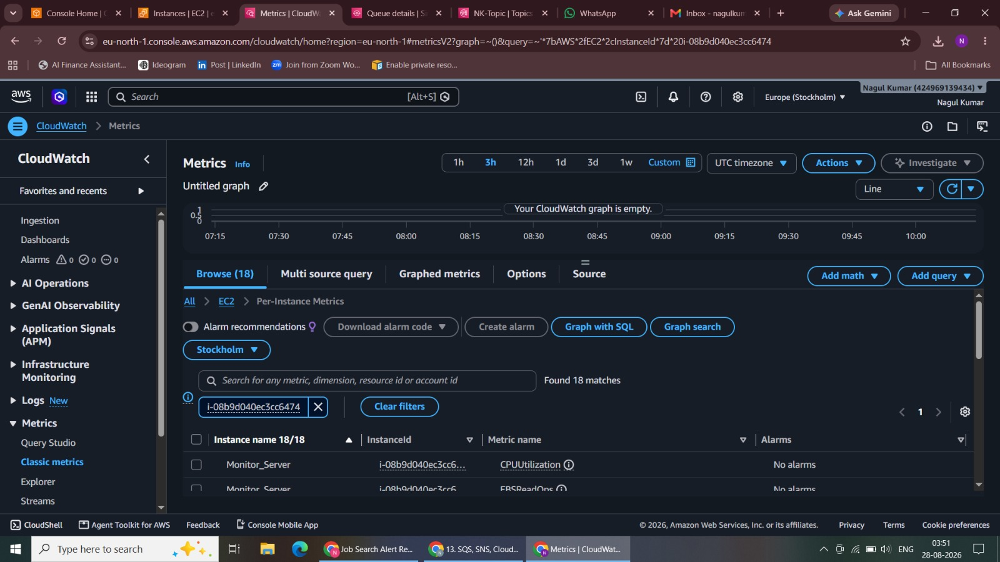 Console Home | C
Instances | EC2 | e
Metrics | CloudW
Queue details | Si
NK-Topic | Topics
WhatsApp
Inbox - nagulkum
Ask Gemini
eu-north-1.console.aws.amazon.com/cloudwatch/home?region=eu-north-1#metricsV2?graph=~()&query=~'*7bAWS*2fEC2*2cInstanceId*7d*20i-08b9d040ec3cc6474
N
AI Finance Assistant...
Ideogram
Post | LinkedIn
zm
Join from Zoom Wo...
Enable private reso...
All Bookmarks
aws
Search
[Alt+S]
Europe (Stockholm)
Nagul Kumar (424969139434)
Nagul Kumar
CloudWatch
Metrics
CloudWatch
Favorites and recents
Ingestion
Dashboards
Alarms 0 0 0
AI Operations
GenAI Observability
Application Signals
(APM)
Infrastructure
Monitoring
Logs New
Metrics
Query Studio
Classic metrics
Explorer
Streams
Metrics Info
1h 3h 12h 1d 3d 1w Custom
UTC timezone
Actions
Investigate
Untitled graph
Line
1
0.5
0
Your CloudWatch graph is empty.
07:15 07:30 07:45 08:00 08:15 08:30 08:45 09:00 09:15 09:30 09:45 10:00
Browse (18)
Multi source query
Graphed metrics
Options
Source
Add math
Add query
All
EC2
Per-Instance Metrics
Alarm recommendations
Download alarm code
Create alarm
Graph with SQL
Graph search
Stockholm
Search for any metric, dimension, resource id or account id
Found 18 matches
i-08b9d040ec3cc6474
Clear filters
1
Instance name 18/18
InstanceId
Metric name
Alarms
Monitor_Server
i-08b9d040ec3cc6...
CPUUtilization
No alarms
Monitor_Server
i-08b9d040ec3cc6
EBSReadOps
No alarms
CloudShell
Agent Toolkit for AWS
Feedback
Console Mobile App
© 2026, Amazon Web Services, Inc. or its affiliates.
Privacy
Terms
Cookie preferences
Type here to search
Job Search Alert Re...
13. SQS, SNS, Cloud...
Metrics | CloudWat...
ENG
03:51
28-08-2026